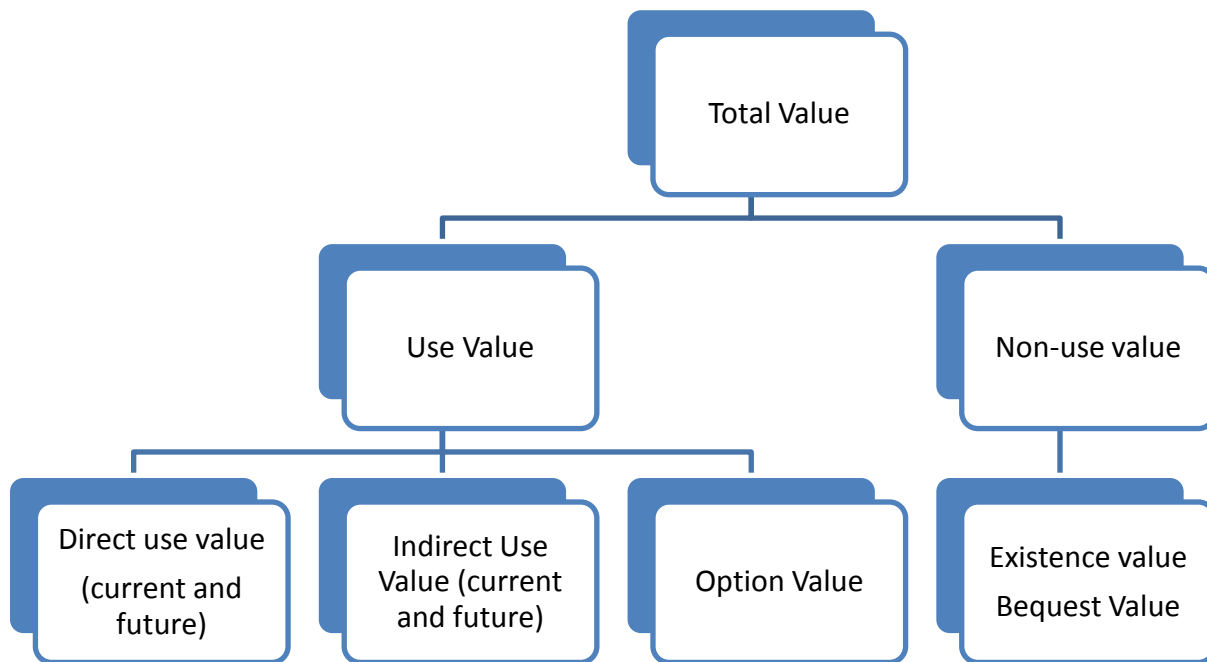 Total Value
Use Value
Non-use value
Direct use value
(current and
future)
Indirect Use
Value (current
and future)
Option Value
Existence value
Bequest Value